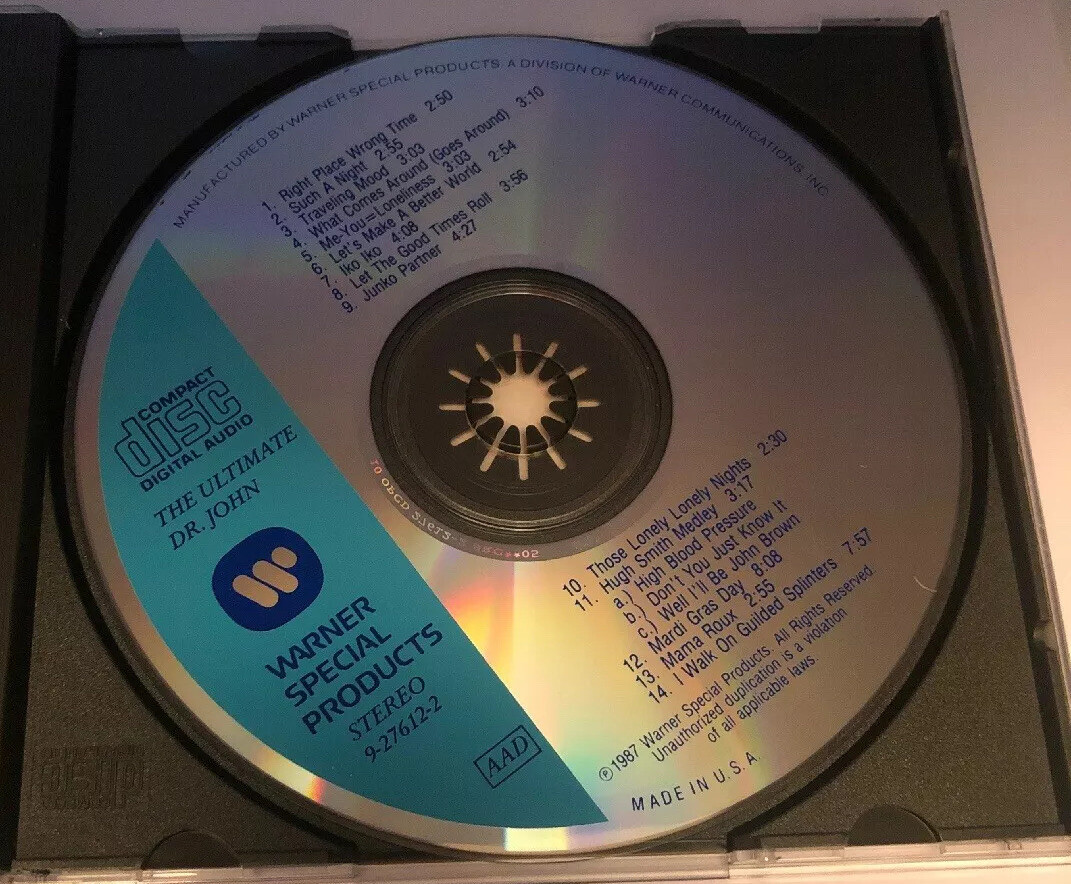 MANUFACTURED BY WARNER SPECIAL PRODUCTS. A DIVISION OF WARNER COMMUNICATIONS, INC.
1. Right Place Wrong Time 2:50
2. Such A Night 2:55
3. Traveling Mood 3:03
4. What Comes Around (Goes Around) 3:10
5. Me-You=Loneliness 3:03
6. Let's Make A Better World 2:54
7. Iko Iko 4:08
8. Let The Good Times Roll 3:56
9. Junko Partner 4:27
COMPACT
disc
DIGITAL AUDIO
THE ULTIMATE
DR. JOHN
WARNER
SPECIAL
PRODUCTS
STEREO
9-27612-2
AAD
10. Those Lonely Lonely Nights 2:30
11. Hugh Smith Medley 3:17
a.} High Blood Pressure
b.} Don't You Just Know It
c.} Well I'll Be John Brown
12. Mardi Gras Day 8:08
13. Mama Roux 2:55
14. I Walk On Guilded Splinters 7:57
℗1987 Warner Special Products. All Rights Reserved.
Unauthorized duplication is a violation
of all applicable laws.
MADE IN U.S.A.
disc